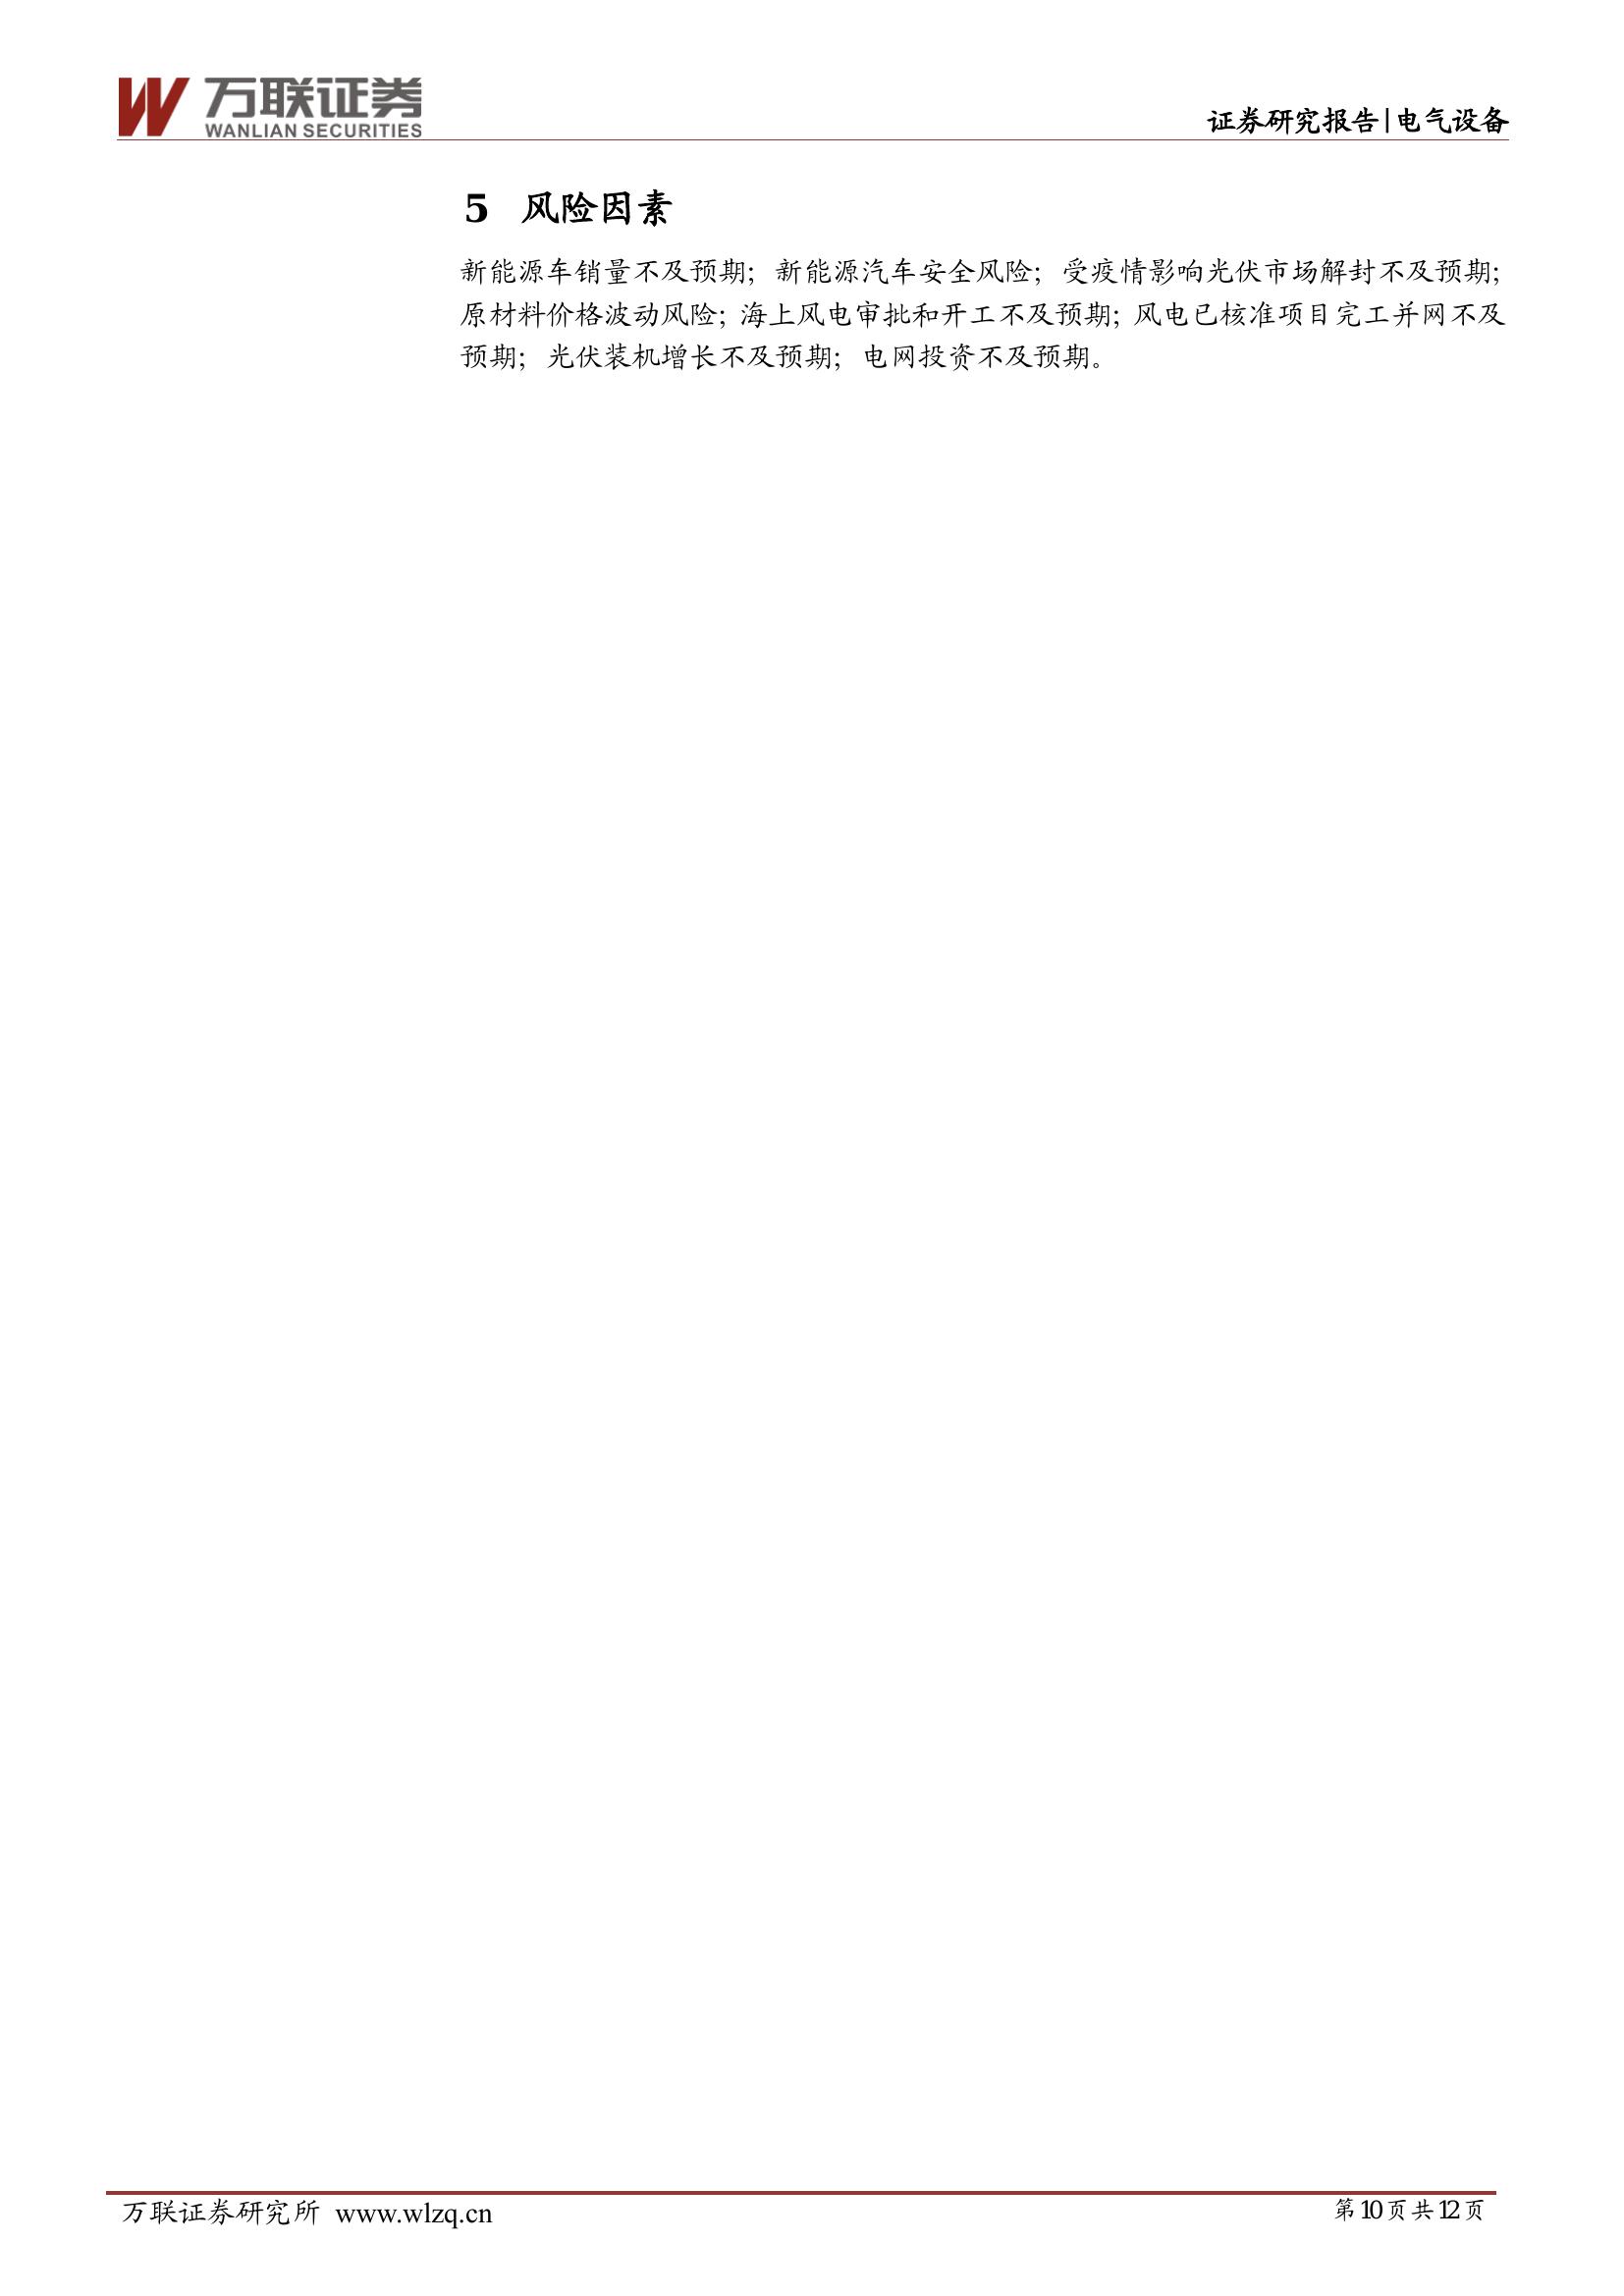 万联证券
WANLIAN SECURITIES
证券研究报告|电气设备
5 风险因素
新能源车销量不及预期；新能源汽车安全风险；受疫情影响光伏市场解封不及预期；
原材料价格波动风险；海上风电审批和开工不及预期；风电已核准项目完工并网不及
预期；光伏装机增长不及预期；电网投资不及预期。
万联证券研究所 www.wlzq.cn
第10页共12页